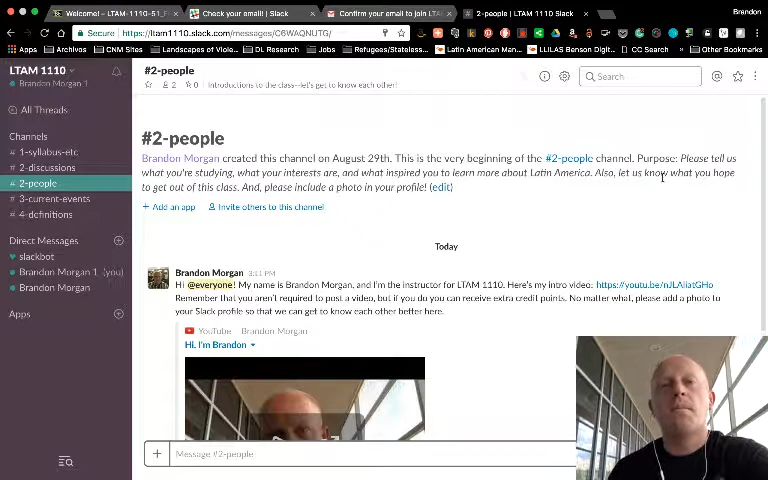 Welcome! – LTAM-1110-51_F
Check your email! | Slack
Confirm your email to join LTA
2-people | LTAM 1110 Slack
Brandon
Secure
https://ltam1110.slack.com/messages/C6WAQNUTG/
Apps
Archivos
CNM Sites
Landscapes of Viole
DL Research
Jobs
Refugees/Stateless...
Latin American Man...
LLILAS Benson Digit...
CC Search
Other Bookmarks
LTAM 1110
Brandon Morgan 1
All Threads
Channels
# 1-syllabus-etc
# 2-discussions
# 2-people
# 3-current-events
# 4-definitions
Direct Messages
slackbot
Brandon Morgan 1 (you)
Brandon Morgan
Apps
#2-people
2
0
Introductions to the class--let's get to know each other!
Search
#2-people
Brandon Morgan created this channel on August 29th. This is the very beginning of the #2-people channel. Purpose: Please tell us
what you're studying, what your interests are, and what inspired you to learn more about Latin America. Also, let us know what you hope
to get out of this class. And, please include a photo in your profile! (edit)
+ Add an app
Invite others to this channel
Today
Brandon Morgan 3:11 PM
Hi @everyone! My name is Brandon Morgan, and I'm the instructor for LTAM 1110. Here's my intro video: https://youtu.be/nJLAliatGHo
Remember that you aren't required to post a video, but if you do you can receive extra credit points. No matter what, please add a photo to
your Slack profile so that we can get to know each other better here.
YouTube Brandon Morgan
Hi, I'm Brandon
Message #2-people